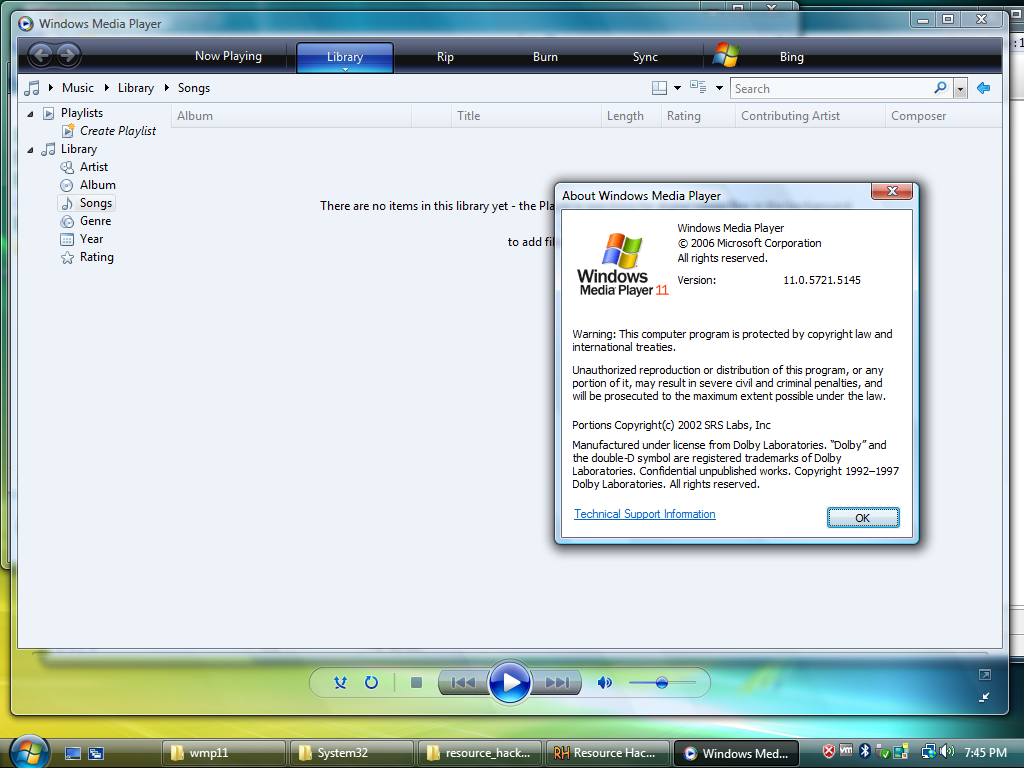 Windows Media Player
Now Playing
Library
Rip
Burn
Sync
Bing
Music
Library
Songs
Search
Playlists
Create Playlist
Library
Artist
Album
Songs
Genre
Year
Rating
Album
Title
Length
Rating
Contributing Artist
Composer
There are no items in this library yet - the
to add
About Windows Media Player
Windows Media Player 11
Windows Media Player
© 2006 Microsoft Corporation
All rights reserved.
Version: 11.0.5721.5145
Warning: This computer program is protected by copyright law and
international treaties.
Unauthorized reproduction or distribution of this program, or any
portion of it, may result in severe civil and criminal penalties, and
will be prosecuted to the maximum extent possible under the law.
Portions Copyright(c) 2002 SRS Labs, Inc
Manufactured under license from Dolby Laboratories. “Dolby” and
the double-D symbol are registered trademarks of Dolby
Laboratories. Confidential unpublished works. Copyright 1992–1997
Dolby Laboratories. All rights reserved.
Technical Support Information
OK
wmp11
System32
resource_hack...
RH Resource Hac...
Windows Med...
vm
7:45 PM